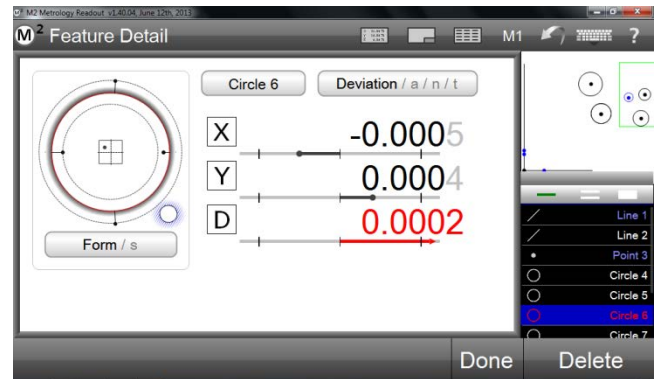 M² Metrology Readout v1.40.04, June 12th, 2013
M² Feature Detail
M1
?
Circle 6
Deviation / a / n / t
X -0.0005
Y 0.0004
D 0.0002
Form / s
Line 1
Line 2
Point 3
Circle 4
Circle 5
Circle 6
Circle 7
Done
Delete